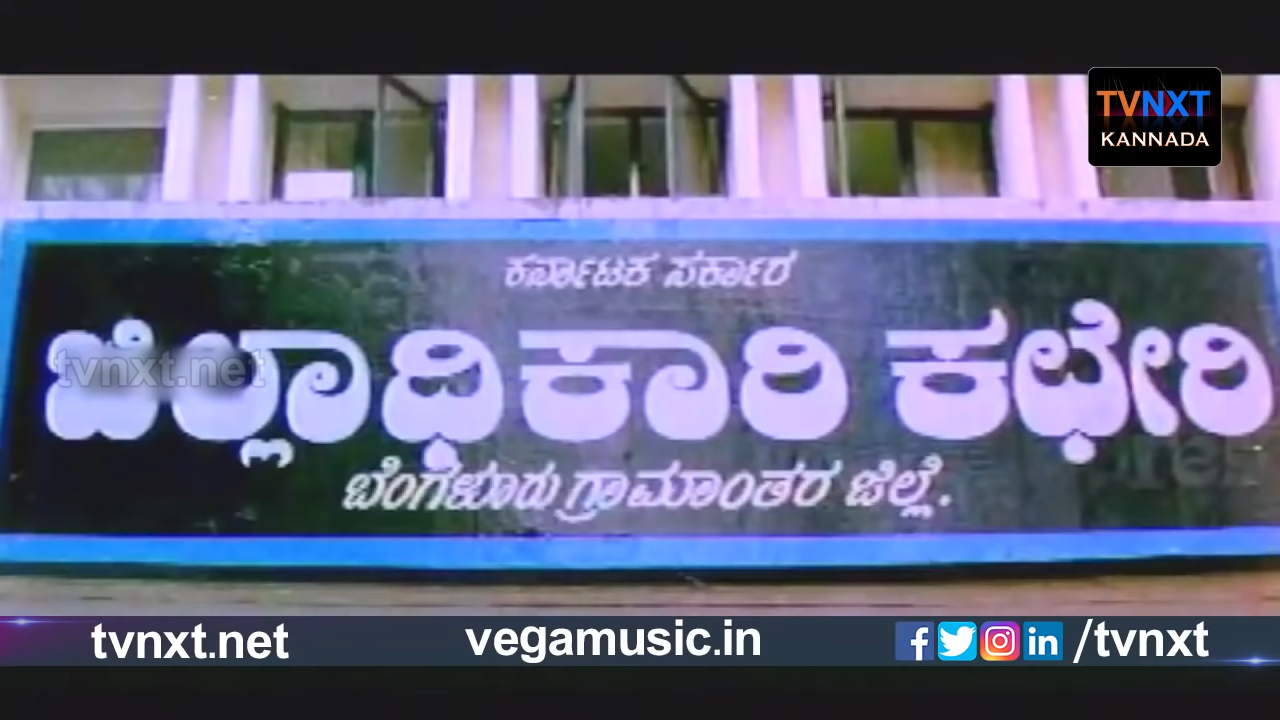 TVNXT
KANNADA
ಕರ್ನಾಟಕ ಸರ್ಕಾರ
ಜಿಲ್ಲಾಧಿಕಾರಿ ಕಛೇರಿ
tvnxt.net
ಬೆಂಗಳೂರು ಗ್ರಾಮಾಂತರ ಜಿಲ್ಲೆ.
tvnxt.net vegamusic.in /tvnxt